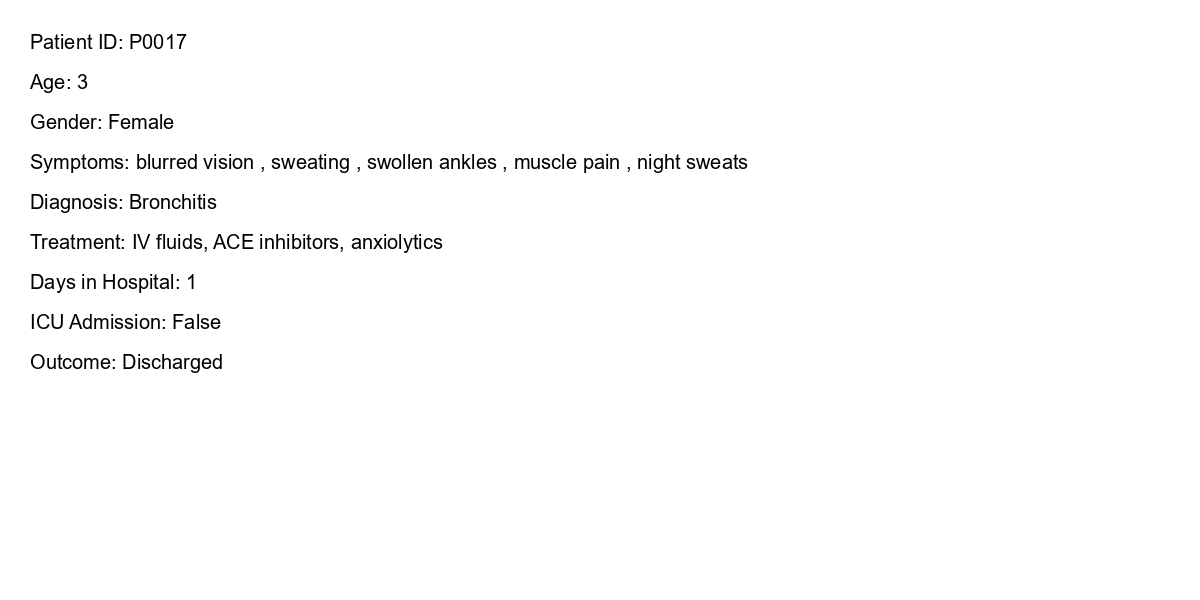 Patient ID: P0017
Age: 3
Gender: Female
Symptoms: blurred vision , sweating , swollen ankles , muscle pain , night sweats
Diagnosis: Bronchitis
Treatment: IV fluids, ACE inhibitors, anxiolytics
Days in Hospital: 1
ICU Admission: False
Outcome: Discharged